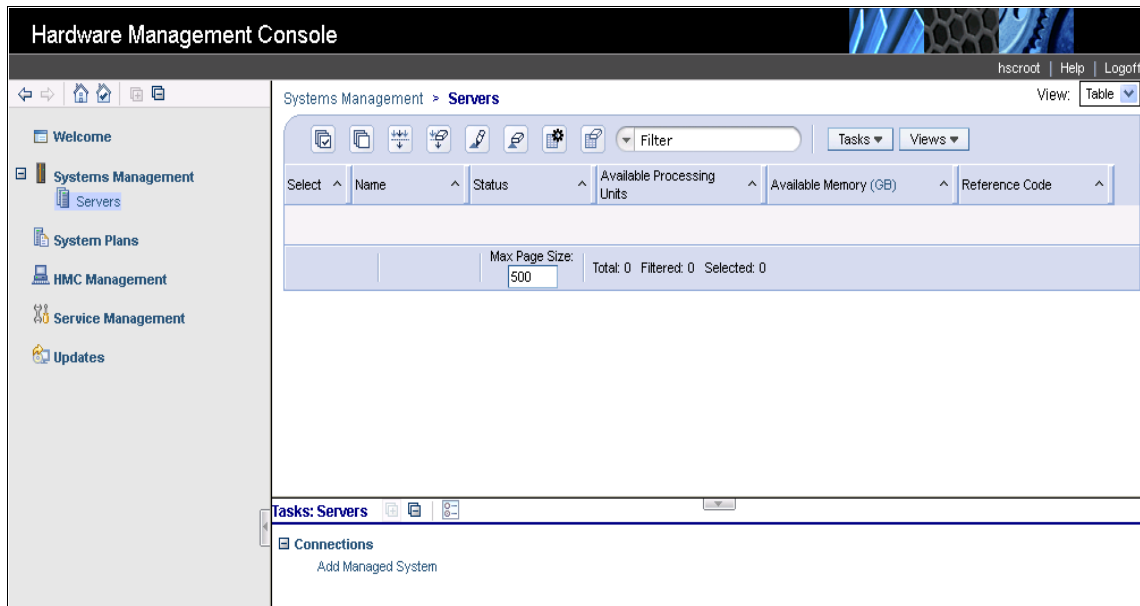 Hardware Management Console
hscroot | Help | Logoff
Systems Management > Servers
View: Table
Welcome
Systems Management
Servers
System Plans
HMC Management
Service Management
Updates
Filter
Tasks
Views
Select ^ Name ^ Status ^ Available Processing Units ^ Available Memory (GB) ^ Reference Code ^
Max Page Size:
500
Total: 0 Filtered: 0 Selected: 0
Tasks: Servers
Connections
Add Managed System